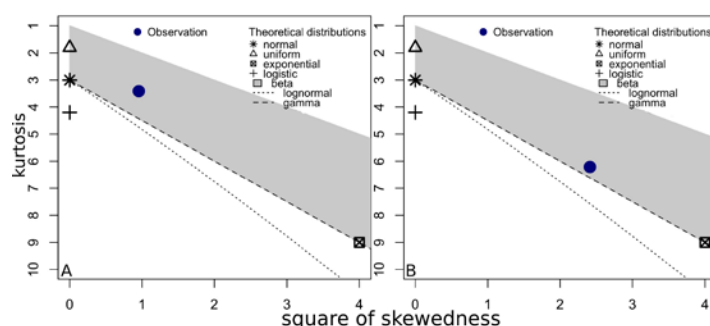 Observation
Theoretical distributions
normal
uniform
exponential
logistic
beta
lognormal
gamma
kurtosis
1
2
3
4
5
6
7
8
9
10
A
0
1
2
3
4
Observation
Theoretical distributions
normal
uniform
exponential
logistic
beta
lognormal
gamma
1
2
3
4
5
6
7
8
9
10
B
0
1
2
3
4
square of skewedness